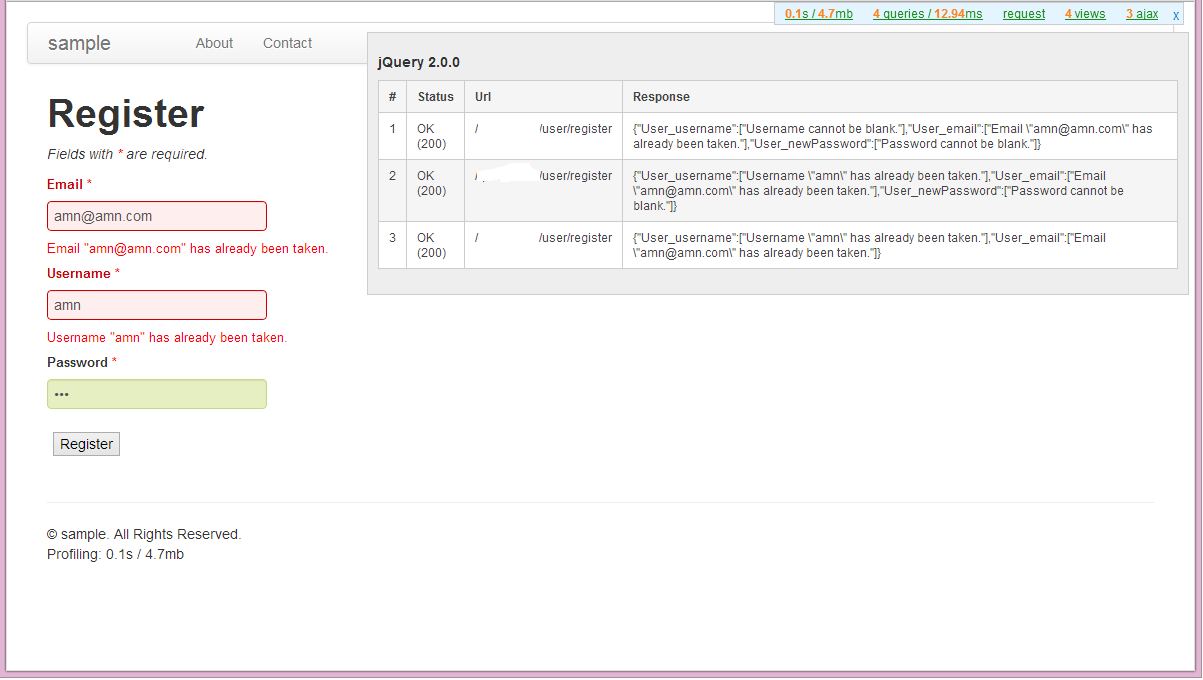 0.1s / 4.7mb 4 queries / 12.94ms request 4 views 3 ajax x
sample About Contact
jQuery 2.0.0
# Status Url Response
1 OK (200) / /user/register {"User_username":["Username cannot be blank."],"User_email":["Email \"amn@amn.com\" has
already been taken."],"User_newPassword":["Password cannot be blank."]}
2 OK (200) / /user/register {"User_username":["Username \"amn\" has already been taken."],"User_email":["Email
\"amn@amn.com\" has already been taken."],"User_newPassword":["Password cannot be
blank."]}
3 OK (200) / /user/register {"User_username":["Username \"amn\" has already been taken."],"User_email":["Email
\"amn@amn.com\" has already been taken."]}
Register
Fields with * are required.
Email *
amn@amn.com
Email "amn@amn.com" has already been taken.
Username *
amn
Username "amn" has already been taken.
Password *
•••
Register
© sample. All Rights Reserved.
Profiling: 0.1s / 4.7mb